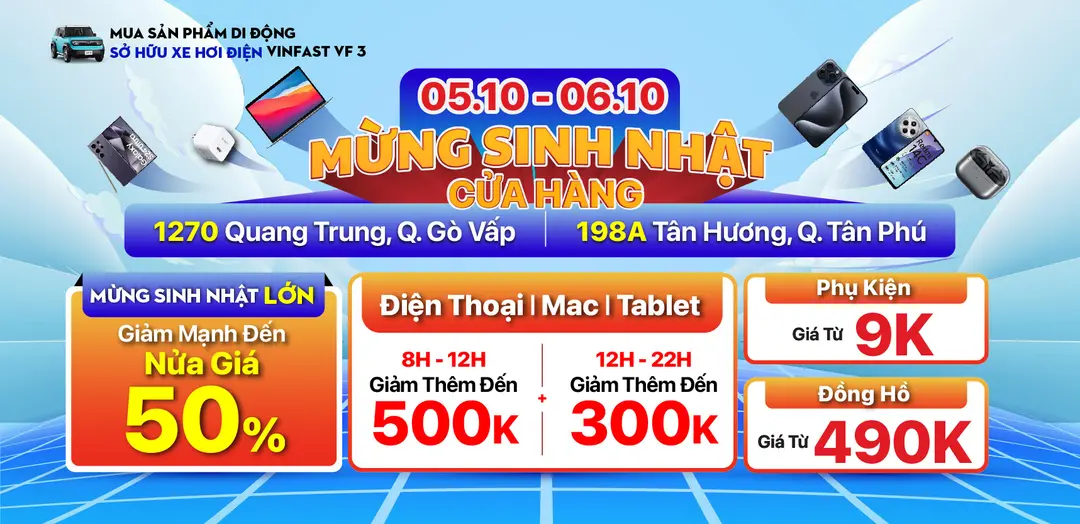 MUA SẢN PHẨM DI ĐỘNG
SỞ HỮU XE HƠI ĐIỆN VINFAST VF 3
05.10 - 06.10
MỪNG SINH NHẬT
CỬA HÀNG
1270 Quang Trung, Q. Gò Vấp
198A Tân Hương, Q. Tân Phú
MỪNG SINH NHẬT LỚN
Giảm Mạnh Đến
Nửa Giá
50%
Điện Thoại | Mac | Tablet
8H - 12H
Giảm Thêm Đến
500K
+
12H - 22H
Giảm Thêm Đến
300K
Phụ Kiện
Giá Từ 9K
Đồng Hồ
Giá Từ 490K